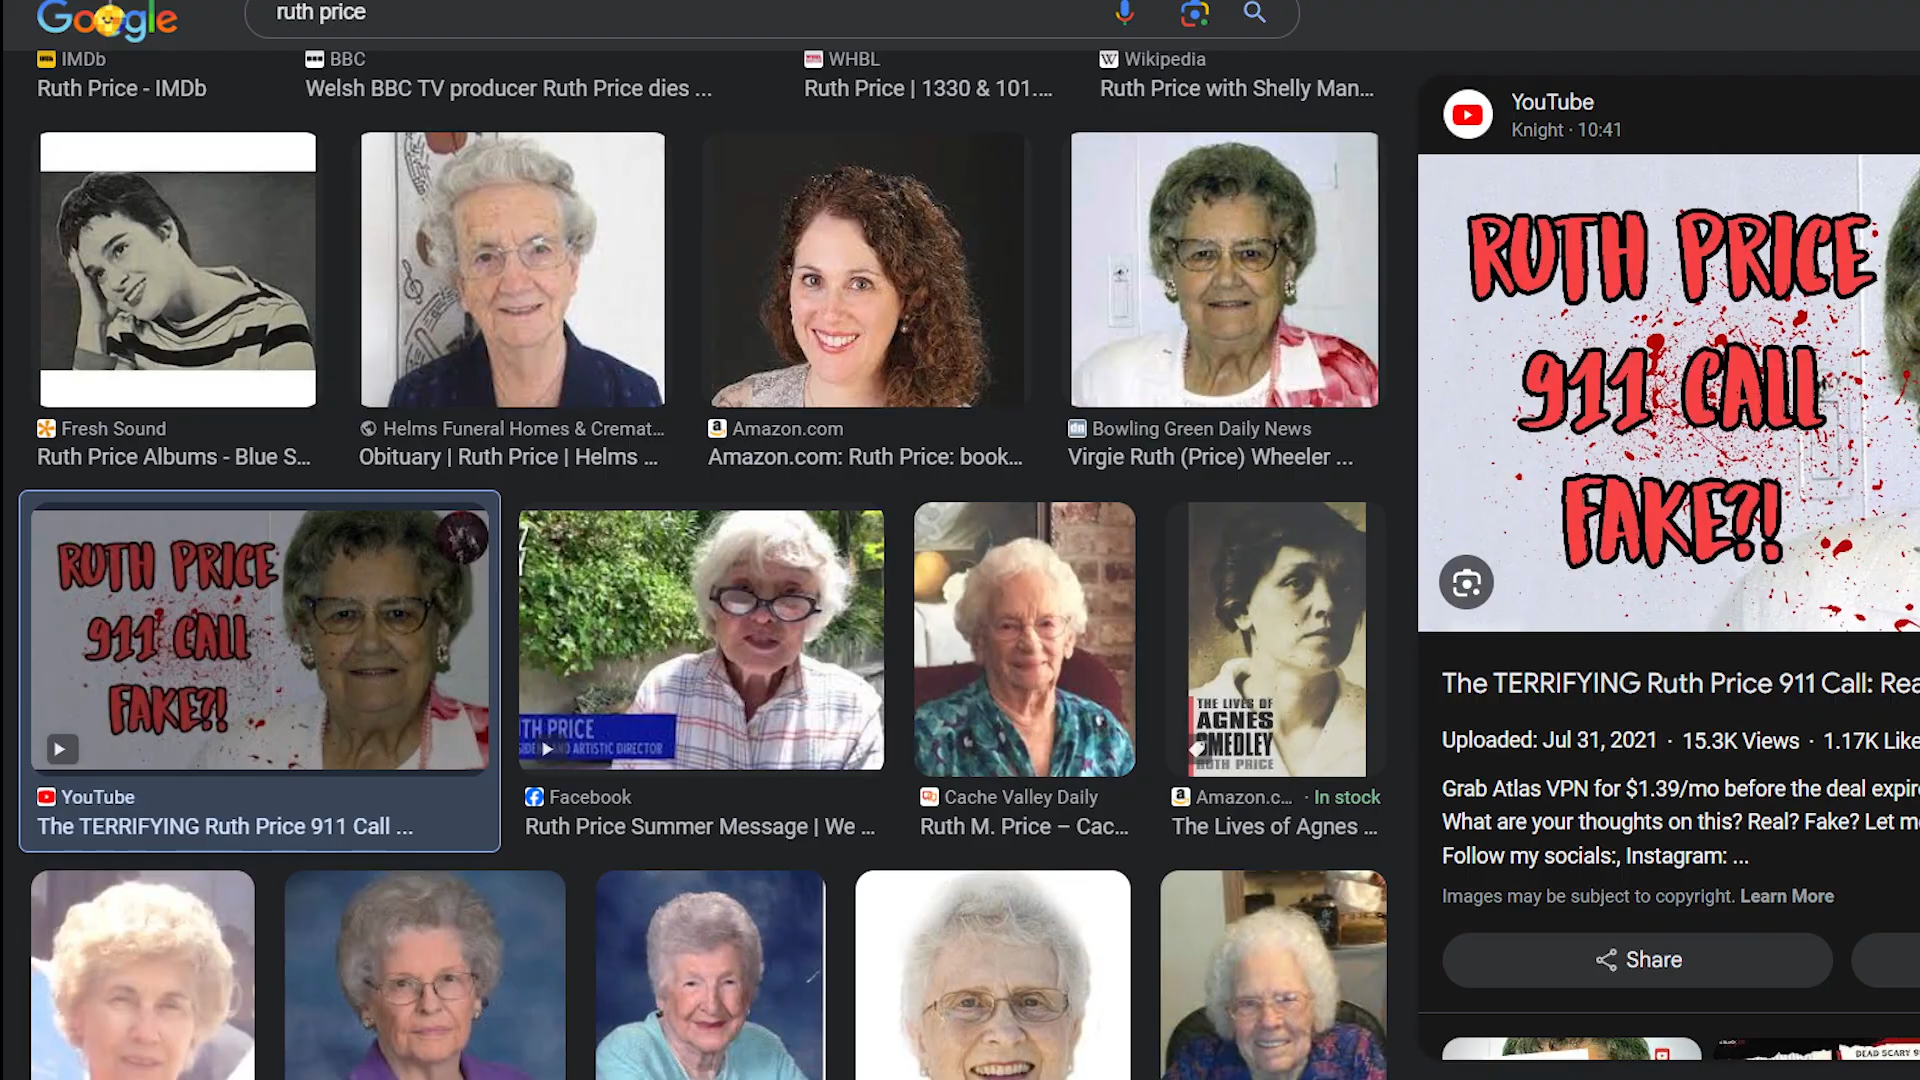 Google
ruth price
IMDb
Ruth Price - IMDb
BBC
Welsh BBC TV producer Ruth Price dies ...
WHBL
Ruth Price | 1330 & 101....
Wikipedia
Ruth Price with Shelly Man...
Fresh Sound
Ruth Price Albums - Blue S...
Helms Funeral Homes & Cremat...
Obituary | Ruth Price | Helms ...
Amazon.com
Amazon.com: Ruth Price: book...
Bowling Green Daily News
Virgie Ruth (Price) Wheeler ...
RUTH PRICE
911 CALL
FAKE?!
YouTube
The TERRIFYING Ruth Price 911 Call ...
TH PRICE
AND ARTISTIC DIRECTOR
Facebook
Ruth Price Summer Message | We ...
Cache Valley Daily
Ruth M. Price – Cac...
THE LIVES OF
AGNES
SMEDLEY
RUTH PRICE
Amazon.c... · In stock
The Lives of Agnes ...
YouTube
Knight · 10:41
RUTH PRICE
911 CALL
FAKE?!
The TERRIFYING Ruth Price 911 Call: Rea
Uploaded: Jul 31, 2021 · 15.3K Views · 1.17K Like
Grab Atlas VPN for $1.39/mo before the deal expire
What are your thoughts on this? Real? Fake? Let m
Follow my socials:, Instagram: ...
Images may be subject to copyright. Learn More
Share
DEAD SCARY 9